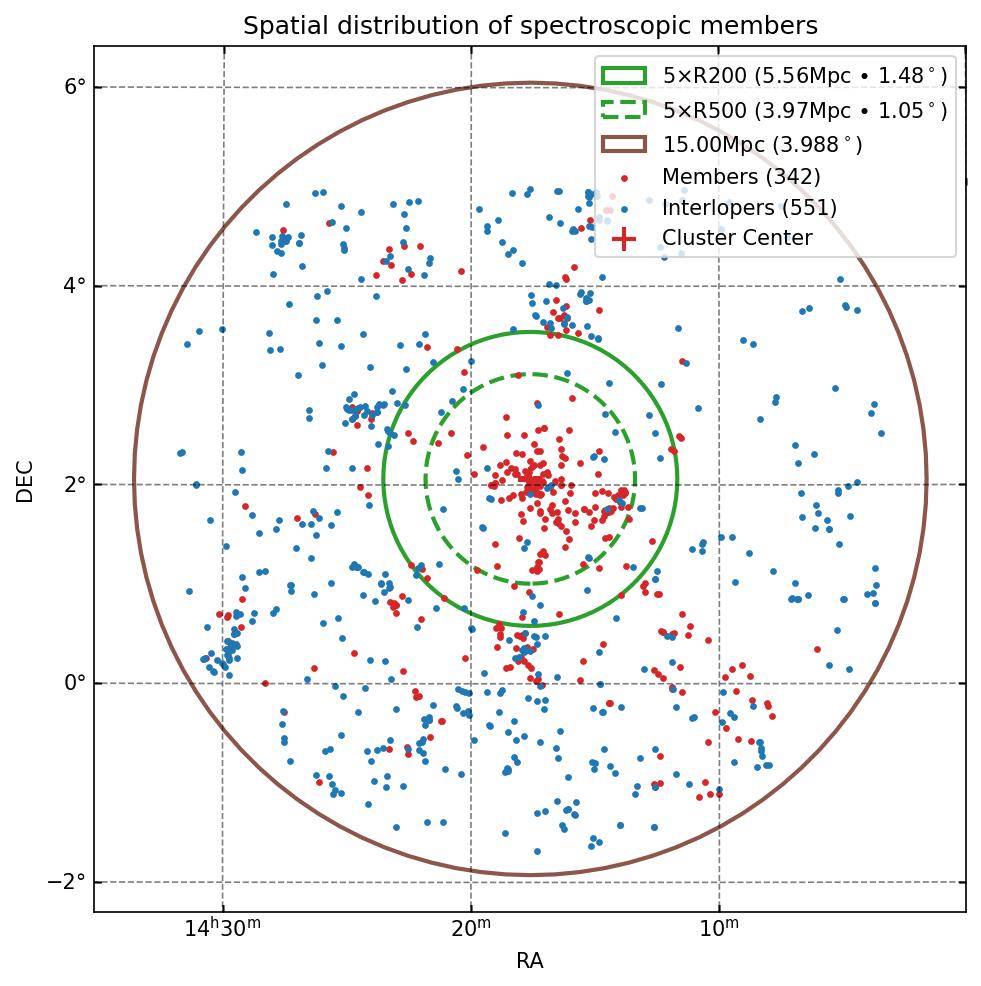 Spatial distribution of spectroscopic members
5×R200 (5.56Mpc • 1.48°)
5×R500 (3.97Mpc • 1.05°)
15.00Mpc (3.988°)
Members (342)
Interlopers (551)
Cluster Center
6°
4°
2°
0°
−2°
DEC
14ʰ30ᵐ
20ᵐ
10ᵐ
RA